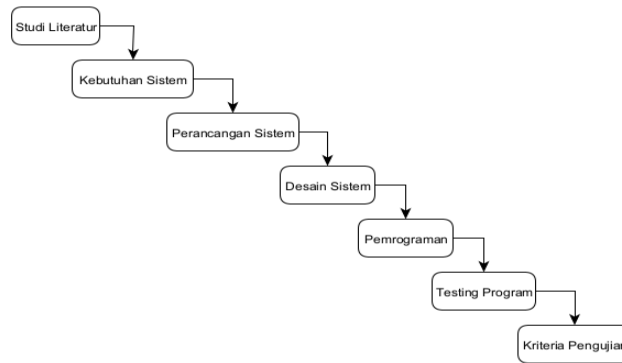 Studi Literatur
Kebutuhan Sistem
Perancangan Sistem
Desain Sistem
Pemrograman
Testing Program
Kriteria Pengujian